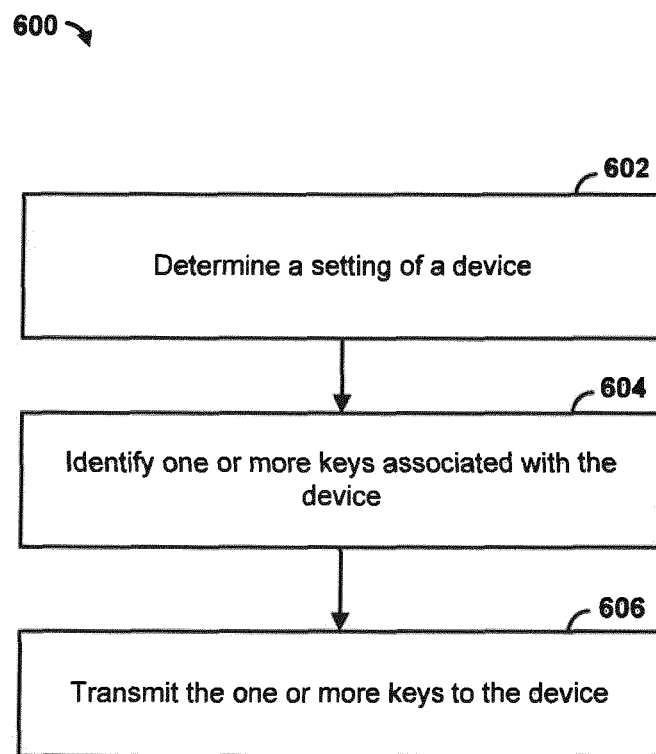 600
602
Determine a setting of a device
604
Identify one or more keys associated with the
device
606
Transmit the one or more keys to the device